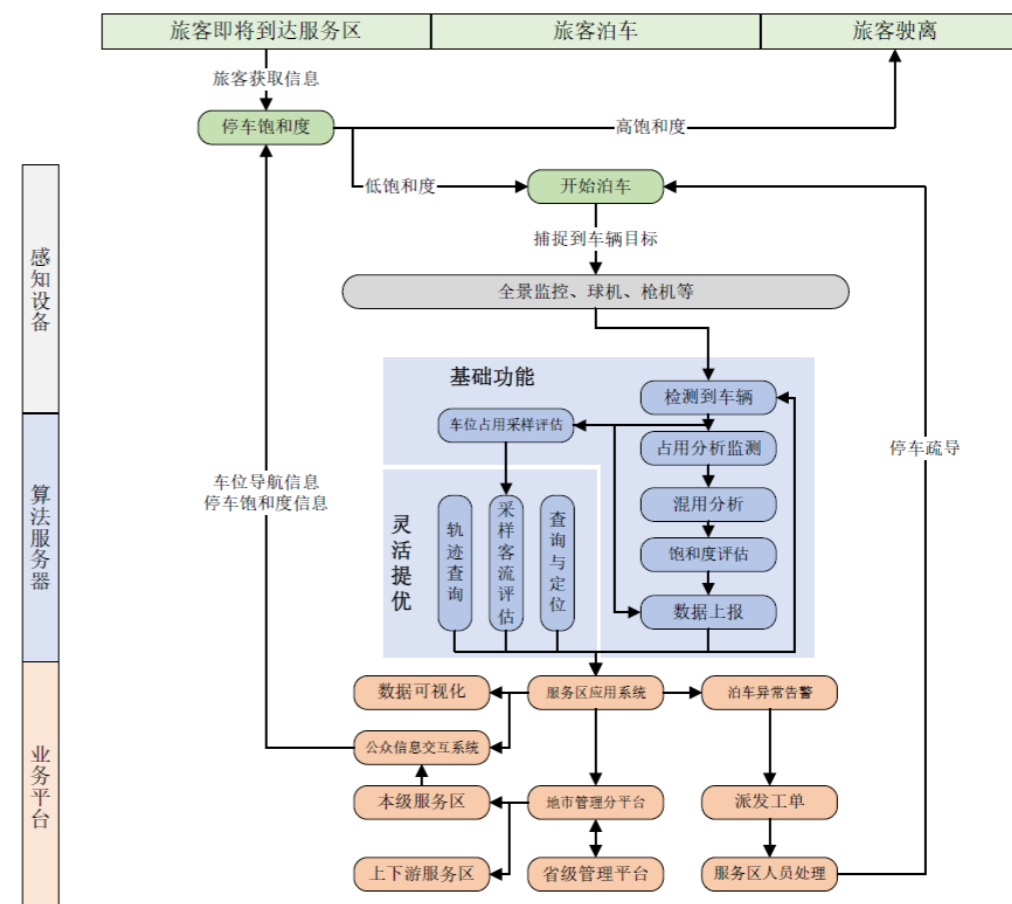 旅客即将到达服务区
旅客泊车
旅客驶离
旅客获取信息
停车饱和度
高饱和度
低饱和度
开始泊车
捕捉到车辆目标
感知设备
全景监控、球机、枪机等
基础功能
检测到车辆
车位占用采样评估
占用分析监测
停车疏导
车位导航信息
停车饱和度信息
算法服务器
灵活提优
轨迹查询
采样客流评估
查询与定位
混用分析
饱和度评估
数据上报
数据可视化
服务区应用系统
泊车异常告警
公众信息交互系统
业务平台
本级服务区
地市管理分平台
派发工单
上下游服务区
省级管理平台
服务区人员处理